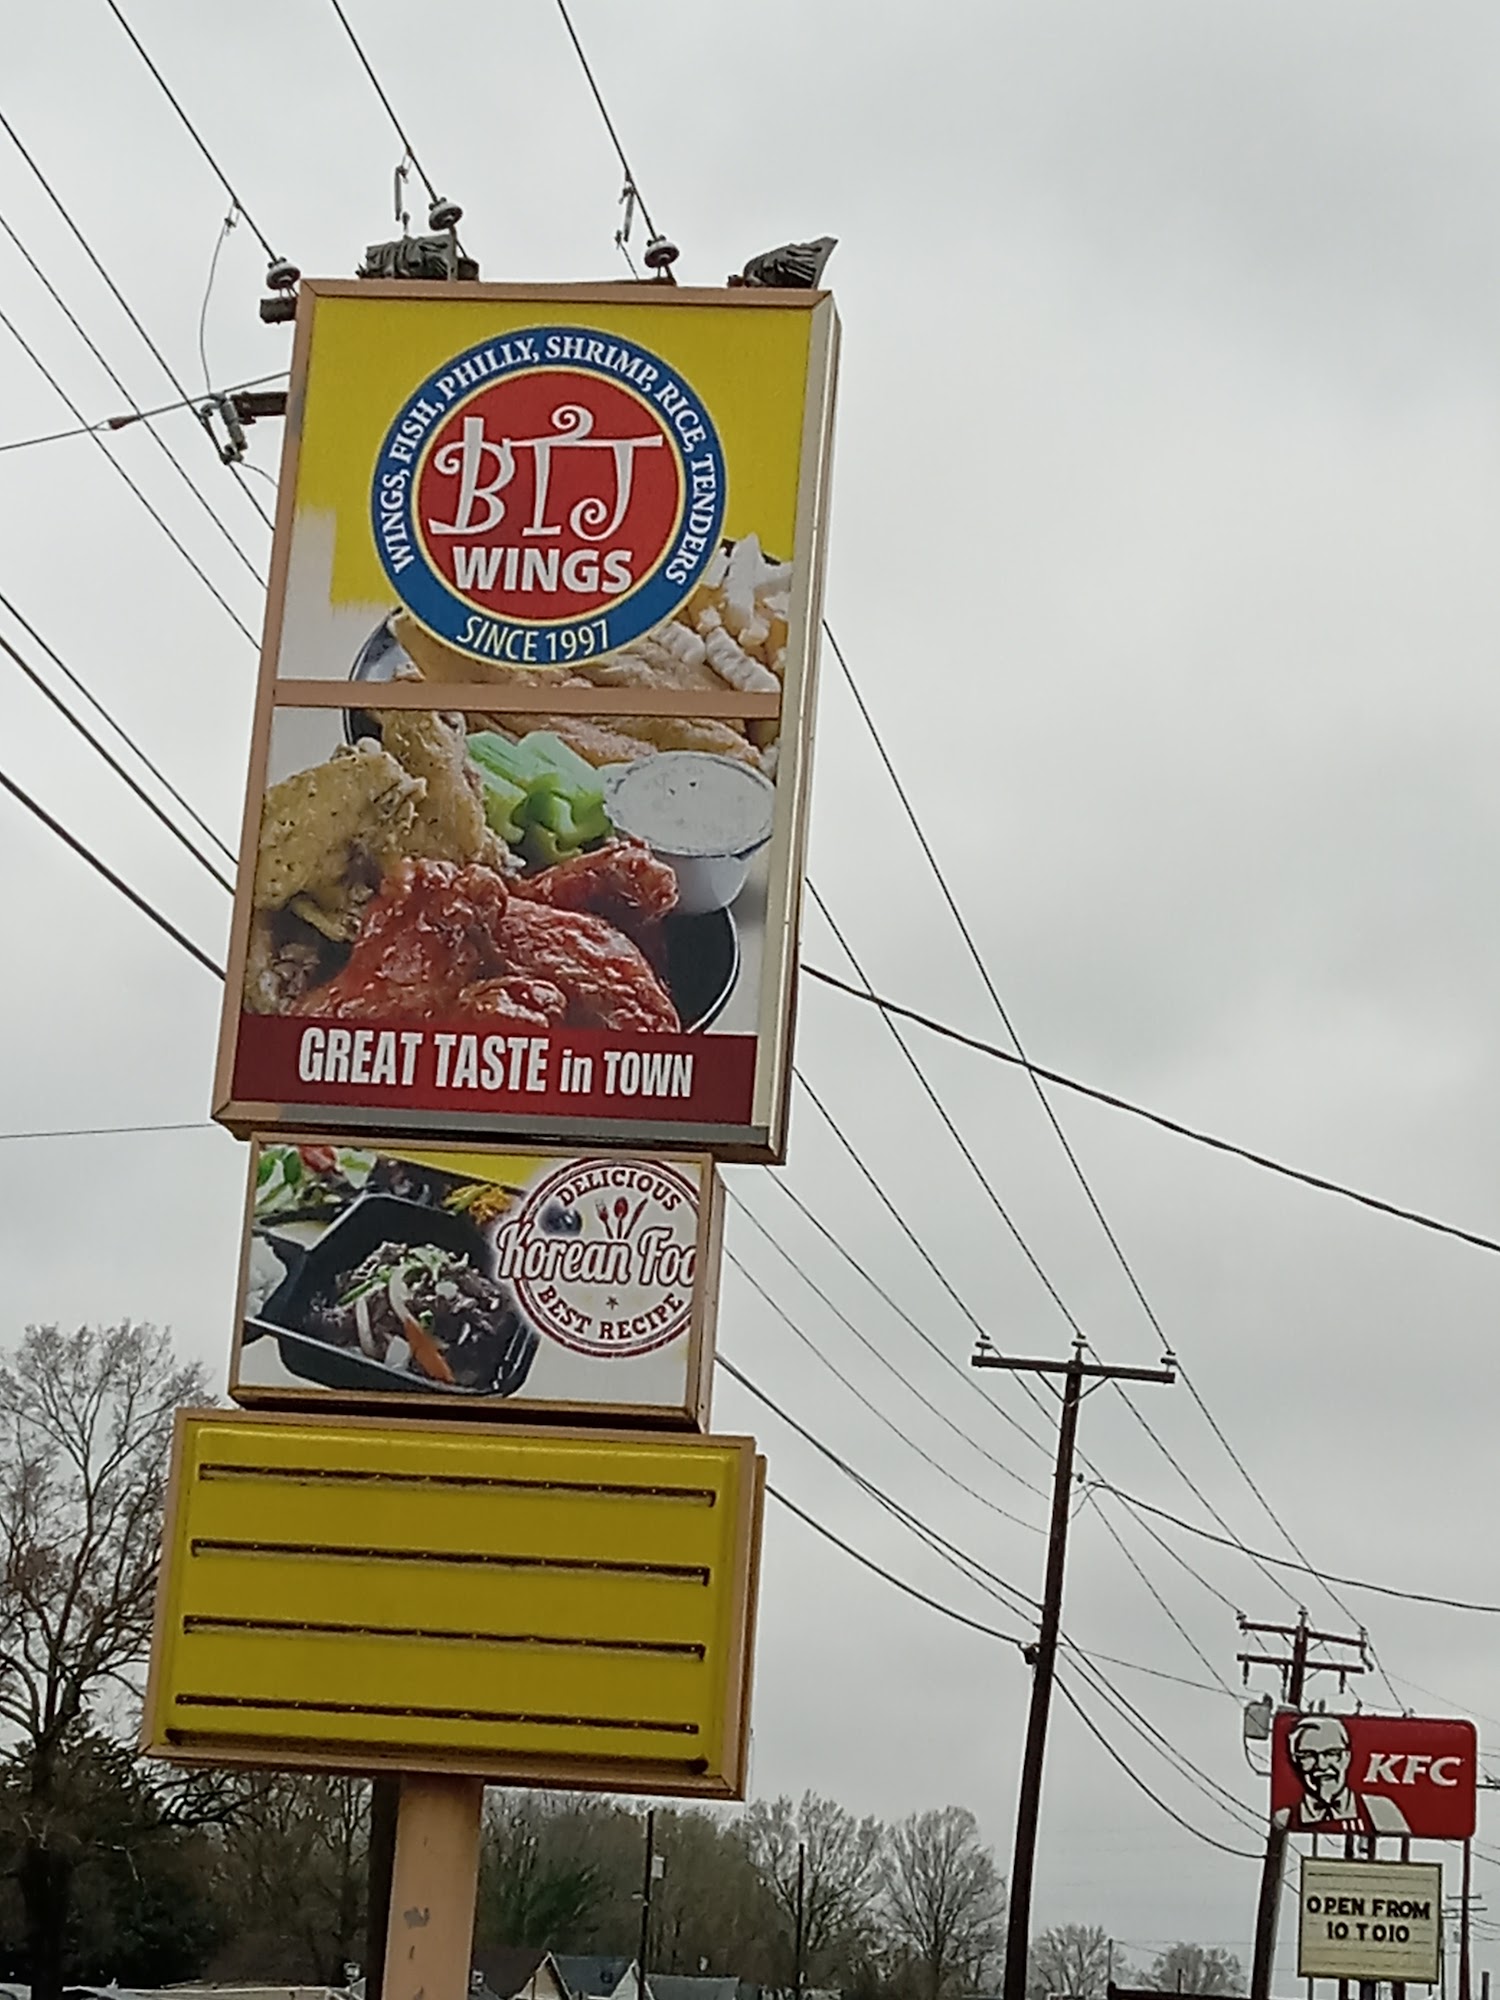 WINGS, FISH, PHILLY, SHRIMP, RICE, TENDERS
BTJ
WINGS
SINCE 1997
GREAT TASTE in TOWN
DELICIOUS
Korean Foo
BEST RECIPE
KFC
OPEN FROM
10 TO 10